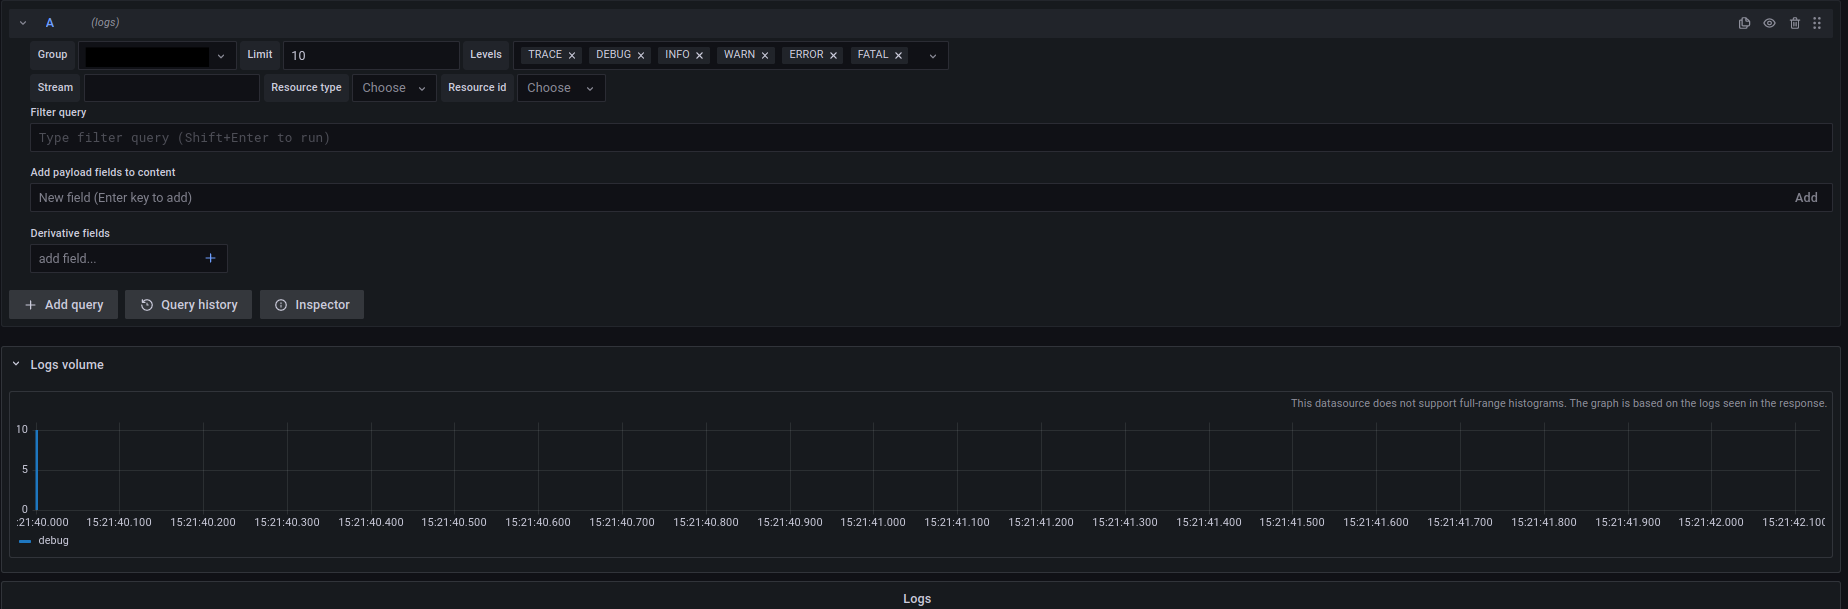 A (logs)
Group Limit 10 Levels TRACE DEBUG INFO WARN ERROR FATAL
Stream Resource type Choose Resource id Choose
Filter query
Type filter query (Shift+Enter to run)
Add payload fields to content
New field (Enter key to add) Add
Derivative fields
add field... +
+ Add query Query history Inspector
Logs volume
This datasource does not support full-range histograms. The graph is based on the logs seen in the response.
10
5
0
:21:40.000 15:21:40.100 15:21:40.200 15:21:40.300 15:21:40.400 15:21:40.500 15:21:40.600 15:21:40.700 15:21:40.800 15:21:40.900 15:21:41.000 15:21:41.100 15:21:41.200 15:21:41.300 15:21:41.400 15:21:41.500 15:21:41.600 15:21:41.700 15:21:41.800 15:21:41.900 15:21:42.000 15:21:42.100
debug
Logs